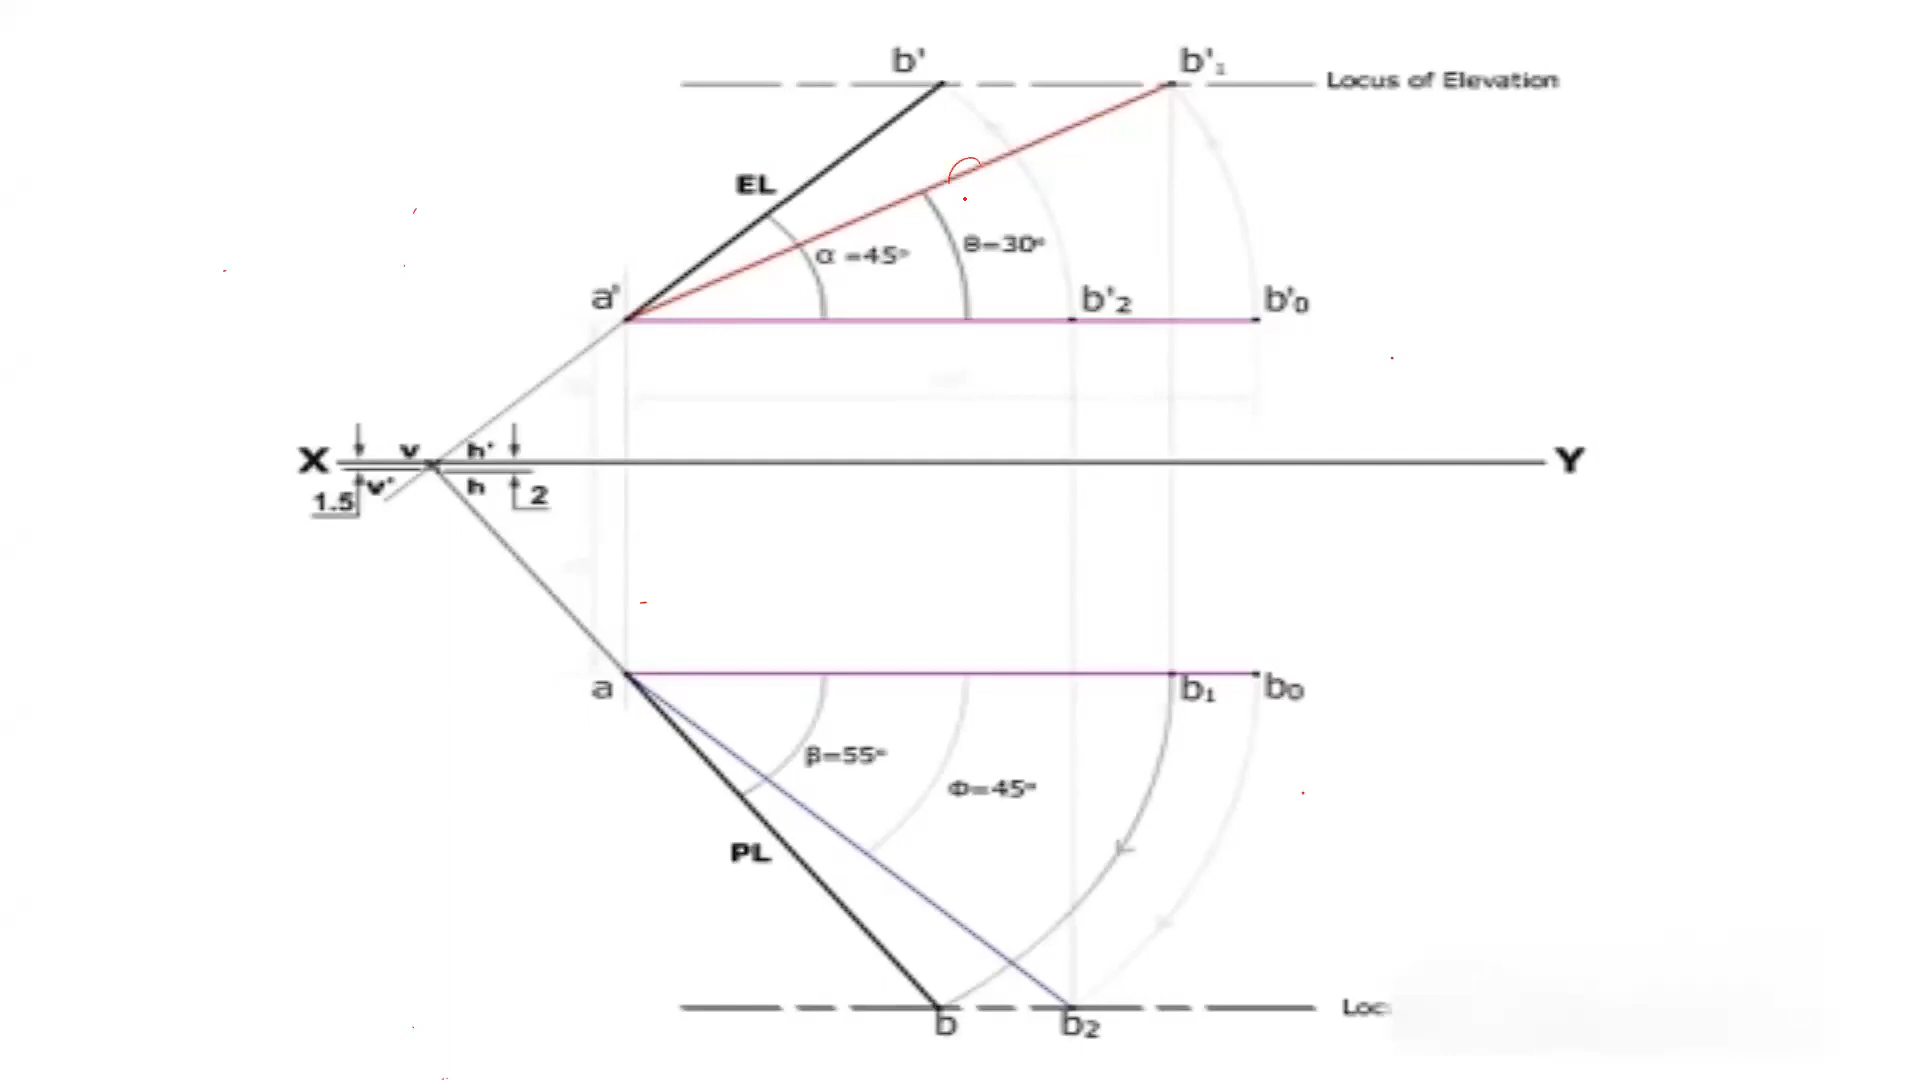 b'
b'₁
Locus of Elevation
EL
α =45°
θ=30°
a'
b'₂
b'₀
X
v
h'
Y
v'
h
1.5
2
a
b₁
b₀
β=55°
Φ=45°
PL
b
b₂